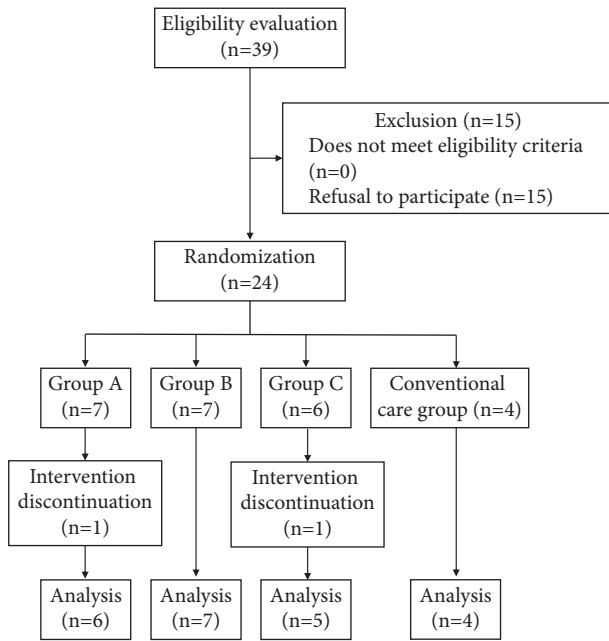 Eligibility evaluation
(n=39)
Exclusion (n=15)
Does not meet eligibility criteria
(n=0)
Refusal to participate (n=15)
Randomization
(n=24)
Group A
(n=7)
Group B
(n=7)
Group C
(n=6)
Conventional
care group (n=4)
Intervention
discontinuation
(n=1)
Intervention
discontinuation
(n=1)
Analysis
(n=6)
Analysis
(n=7)
Analysis
(n=5)
Analysis
(n=4)